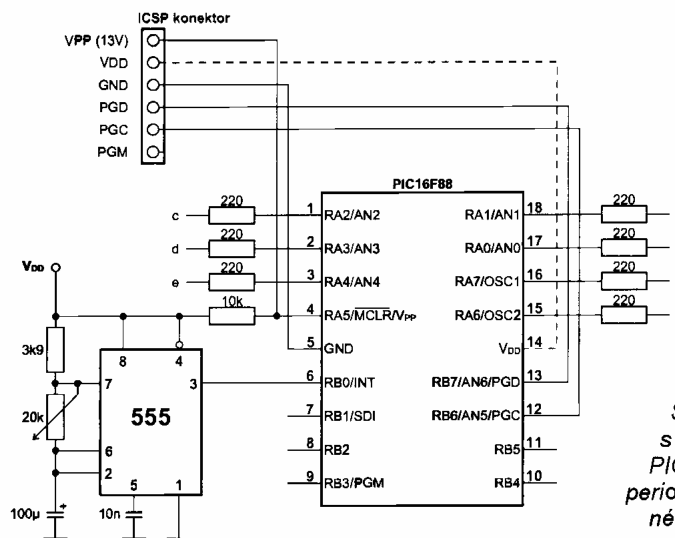 ICSP konektor
VPP (13V)
VDD
GND
PGD
PGC
PGM
PIC16F88
c 220 1 RA2/AN2
d 220 2 RA3/AN3
e 220 3 RA4/AN4
10k 4 RA5/MCLR/VPP
5 GND
6 RB0/INT
7 RB1/SDI
8 RB2
9 RB3/PGM
RA1/AN1 18 220
RA0/AN0 17 220
RA7/OSC1 16 220
RA6/OSC2 15 220
VDD 14
RB7/AN6/PGD 13
RB6/AN5/PGC 12
RB5 11
RB4 10
VDD
3k9
20k
100µ
+
8
4
7
3
555
6
2
5
1
10n
S
s
PIC
perio
né